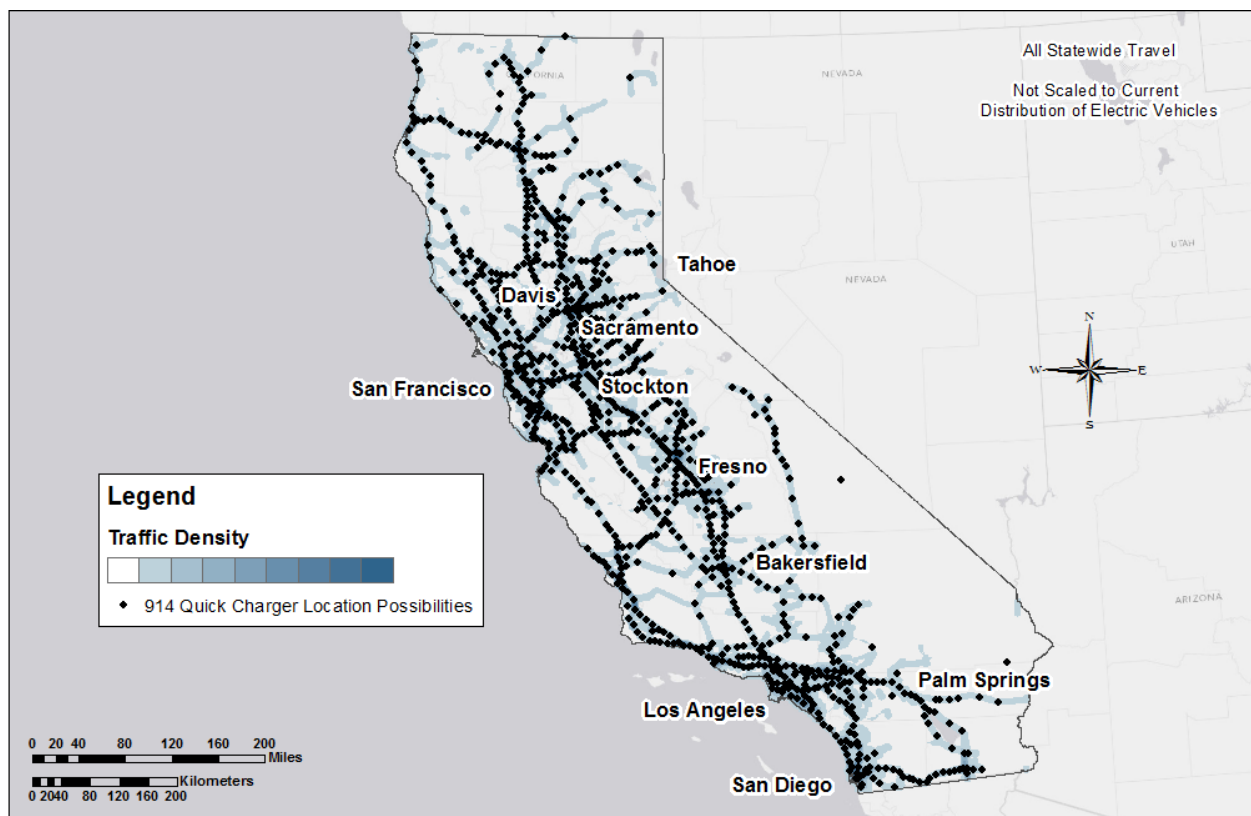 All Statewide Travel
Not Scaled to Current
Distribution of Electric Vehicles
CALIFORNIA
NEVADA
UTAH
NEVADA
ARIZONA
Tahoe
Davis
Sacramento
San Francisco
Stockton
Fresno
Bakersfield
Palm Springs
Los Angeles
San Diego
N
W E
S
Legend
Traffic Density
914 Quick Charger Location Possibilities
0 20 40 80 120 160 200
Miles
Kilometers
0 2040 80 120 160 200